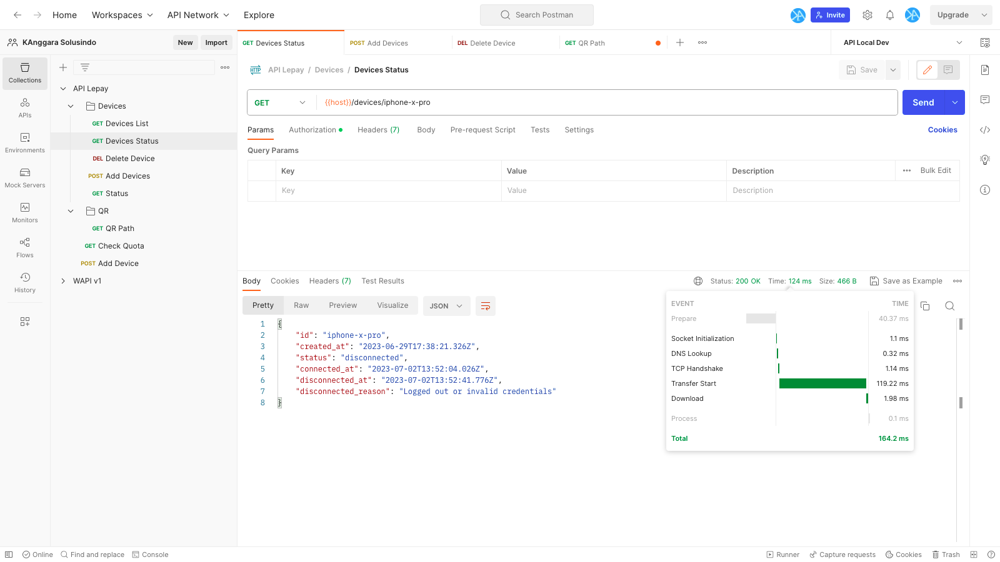 Home
Workspaces
API Network
Explore
Search Postman
Invite
Upgrade
KAnggara Solusindo
New
Import
GET Devices Status
POST Add Devices
DEL Delete Device
GET QR Path
API Local Dev
Collections
APIs
Environments
Mock Servers
Monitors
Flows
History
API Lepay
Devices
GET Devices List
GET Devices Status
DEL Delete Device
POST Add Devices
GET Status
QR
GET QR Path
GET Check Quota
POST Add Device
WAPI v1
HTTP API Lepay / Devices / Devices Status
Save
GET
{{host}}/devices/iphone-x-pro
Send
Params
Authorization
Headers (7)
Body
Pre-request Script
Tests
Settings
Cookies
Query Params
Key Value Description Bulk Edit
Key Value Description
Body
Cookies
Headers (7)
Test Results
Status: 200 OK Time: 124 ms Size: 466 B
Save as Example
Pretty
Raw
Preview
Visualize
JSON
1 {
2 "id": "iphone-x-pro",
3 "created_at": "2023-06-29T17:38:21.326Z",
4 "status": "disconnected",
5 "connected_at": "2023-07-02T13:52:04.026Z",
6 "disconnected_at": "2023-07-02T13:52:41.776Z",
7 "disconnected_reason": "Logged out or invalid credentials"
8 }
EVENT TIME
Prepare 40.37 ms
Socket Initialization 1.1 ms
DNS Lookup 0.32 ms
TCP Handshake 1.14 ms
Transfer Start 119.22 ms
Download 1.98 ms
Process 0.1 ms
Total 164.2 ms
Online
Find and replace
Console
Runner
Capture requests
Cookies
Trash